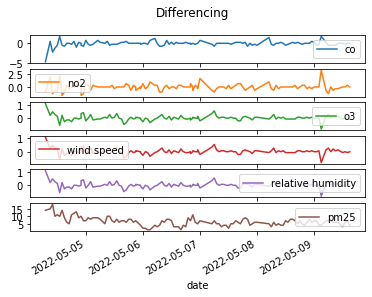 Differencing
0
-5
co
2.5
0.0
no2
1
0
o3
1
0
wind speed
1
0
relative humidity
15
10
5
pm25
2022-05-05
2022-05-06
2022-05-07
2022-05-08
2022-05-09
date